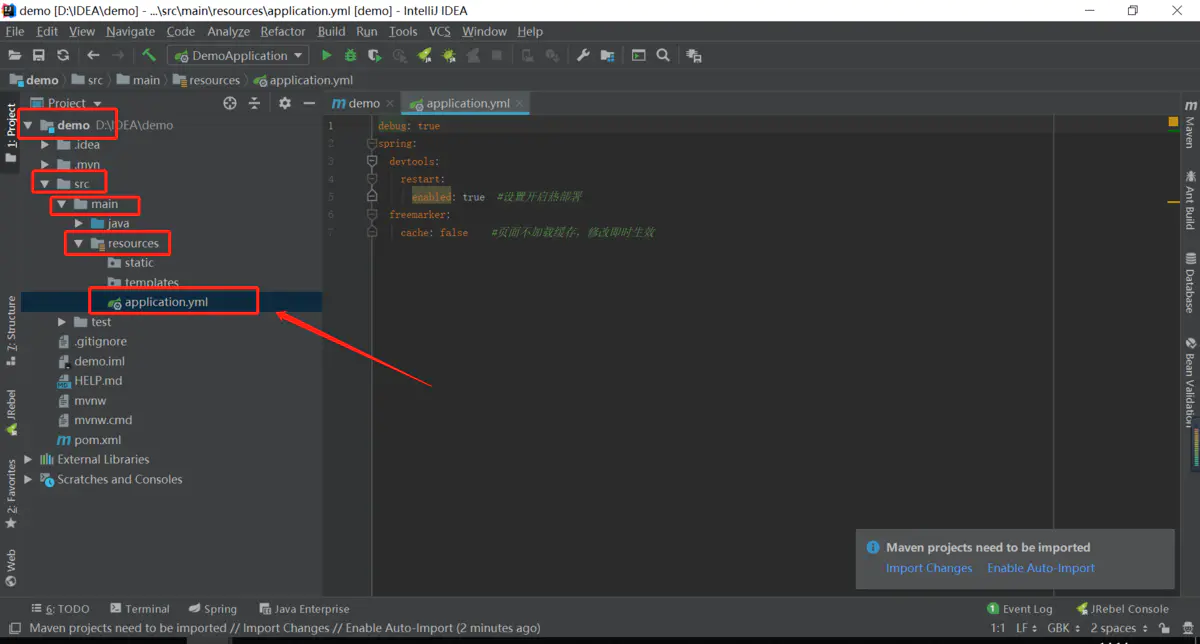 demo [D:\IDEA\demo] - ...\src\main\resources\application.yml [demo] - IntelliJ IDEA
File Edit View Navigate Code Analyze Refactor Build Run Tools VCS Window Help
DemoApplication
demo src main resources application.yml
Project
demo D:\IDEA\demo
.idea
.mvn
src
main
java
resources
static
templates
application.yml
test
.gitignore
demo.iml
HELP.md
mvnw
mvnw.cmd
pom.xml
External Libraries
Scratches and Consoles
1: Project
7: Structure
JRebel
2: Favorites
Web
demo application.yml
1 debug: true
2 spring:
3 devtools:
4 restart:
5 enabled: true #设置开启热部署
6 freemarker:
7 cache: false #页面不加载缓存，修改即时生效
Maven
Ant Build
Database
Bean Validation
Maven projects need to be imported
Import Changes Enable Auto-Import
6: TODO Terminal Spring Java Enterprise 1 Event Log JRebel Console
Maven projects need to be imported // Import Changes // Enable Auto-Import (2 minutes ago) 1:1 LF GBK 2 spaces